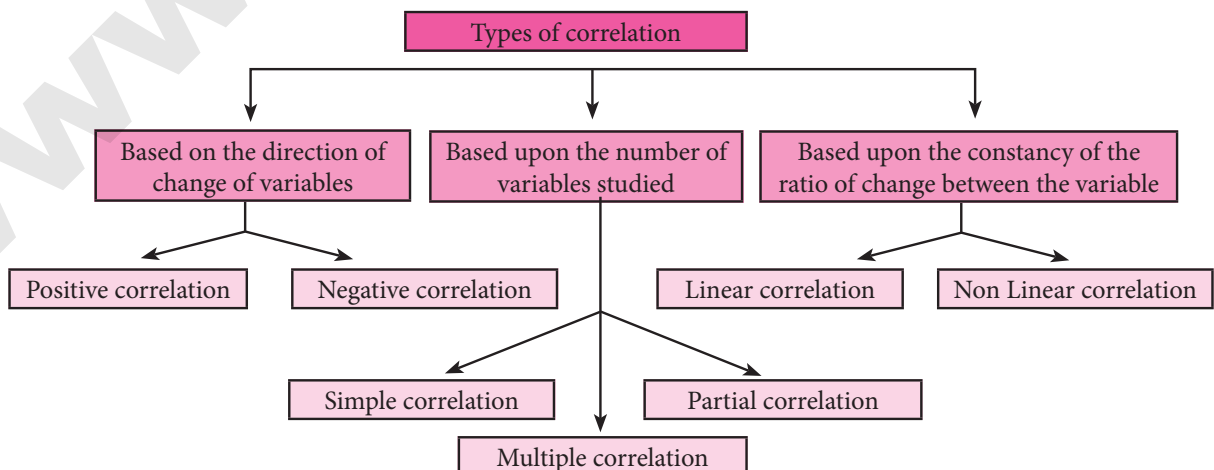 Types of correlation
Based on the direction of
change of variables
Based upon the number of
variables studied
Based upon the constancy of the
ratio of change between the variable
Positive correlation
Negative correlation
Linear correlation
Non Linear correlation
Simple correlation
Partial correlation
Multiple correlation